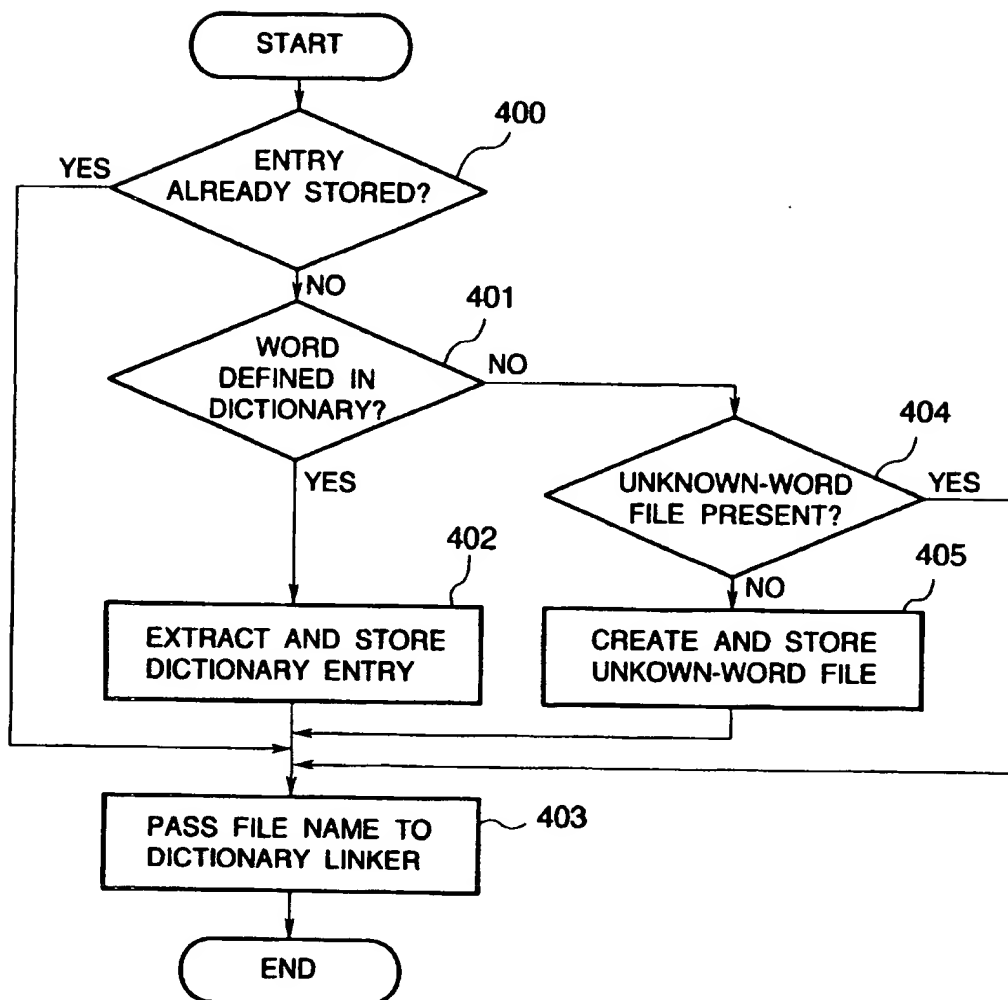 START
400
YES
ENTRY
ALREADY STORED?
NO
401
WORD
DEFINED IN
DICTIONARY?
NO
YES
404
UNKNOWN-WORD
FILE PRESENT?
YES
NO
402
EXTRACT AND STORE
DICTIONARY ENTRY
405
CREATE AND STORE
UNKOWN-WORD FILE
PASS FILE NAME TO
DICTIONARY LINKER
403
END